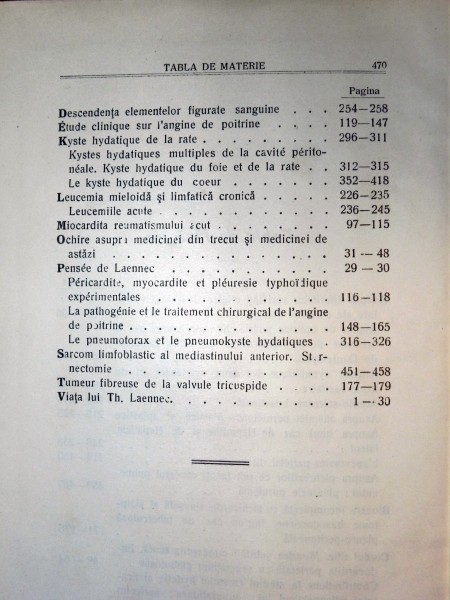 TABLA DE MATERIE 470
Pagina
Descendența elementelor figurate sanguine . . . 254—258
Étude clinique sur l'angine de poitrine . . . . 119—147
Kyste hydatique de la rate . . . . . . . . 296—311
Kystes hydatiques multiples de la cavité périto-
néale. Kyste hydatique du foie et de la rate . . 312—315
Le kyste hydatique du coeur . . . . . . . 352—418
Leucemia mieloidă și limfatică cronică . . . . . 226—235
Leucemiile acute . . . . . . . . . . . 236—245
Miocardita reumatismului acut . . . . . . . 97—115
Ochire asupra medicinei din trecut și medicinei de
astăzi . . . . . . . . . . . . . 31 — 48
Pensée de Laennec . . . . . . . . . . 29 — 30
Péricardite, myocardite et pléuresie typhoïdique
expérimentales . . . . . . . . . . . 116—118
La pathogénie et le traitement chirurgical de l'angine
de poitrine . . . . . . . . . . . . 148—165
Le pneumotorax et le pneumokyste hydatiques . 316—326
Sarcom limfoblastic al mediastinului anterior. St.r-
nectomie . . . . . . . . . . . . 451—458
Tumeur fibreuse de la valvule tricuspide . . . . 177—179
Viața lui Th. Laennec. . . . . . . . . . 1 — 30